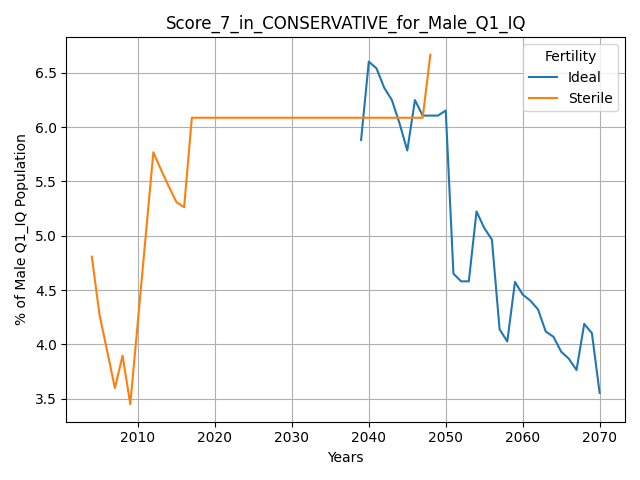 Score_7_in_CONSERVATIVE_for_Male_Q1_IQ
Fertility
Ideal
Sterile
% of Male Q1_IQ Population
6.5
6.0
5.5
5.0
4.5
4.0
3.5
2010 2020 2030 2040 2050 2060 2070
Years